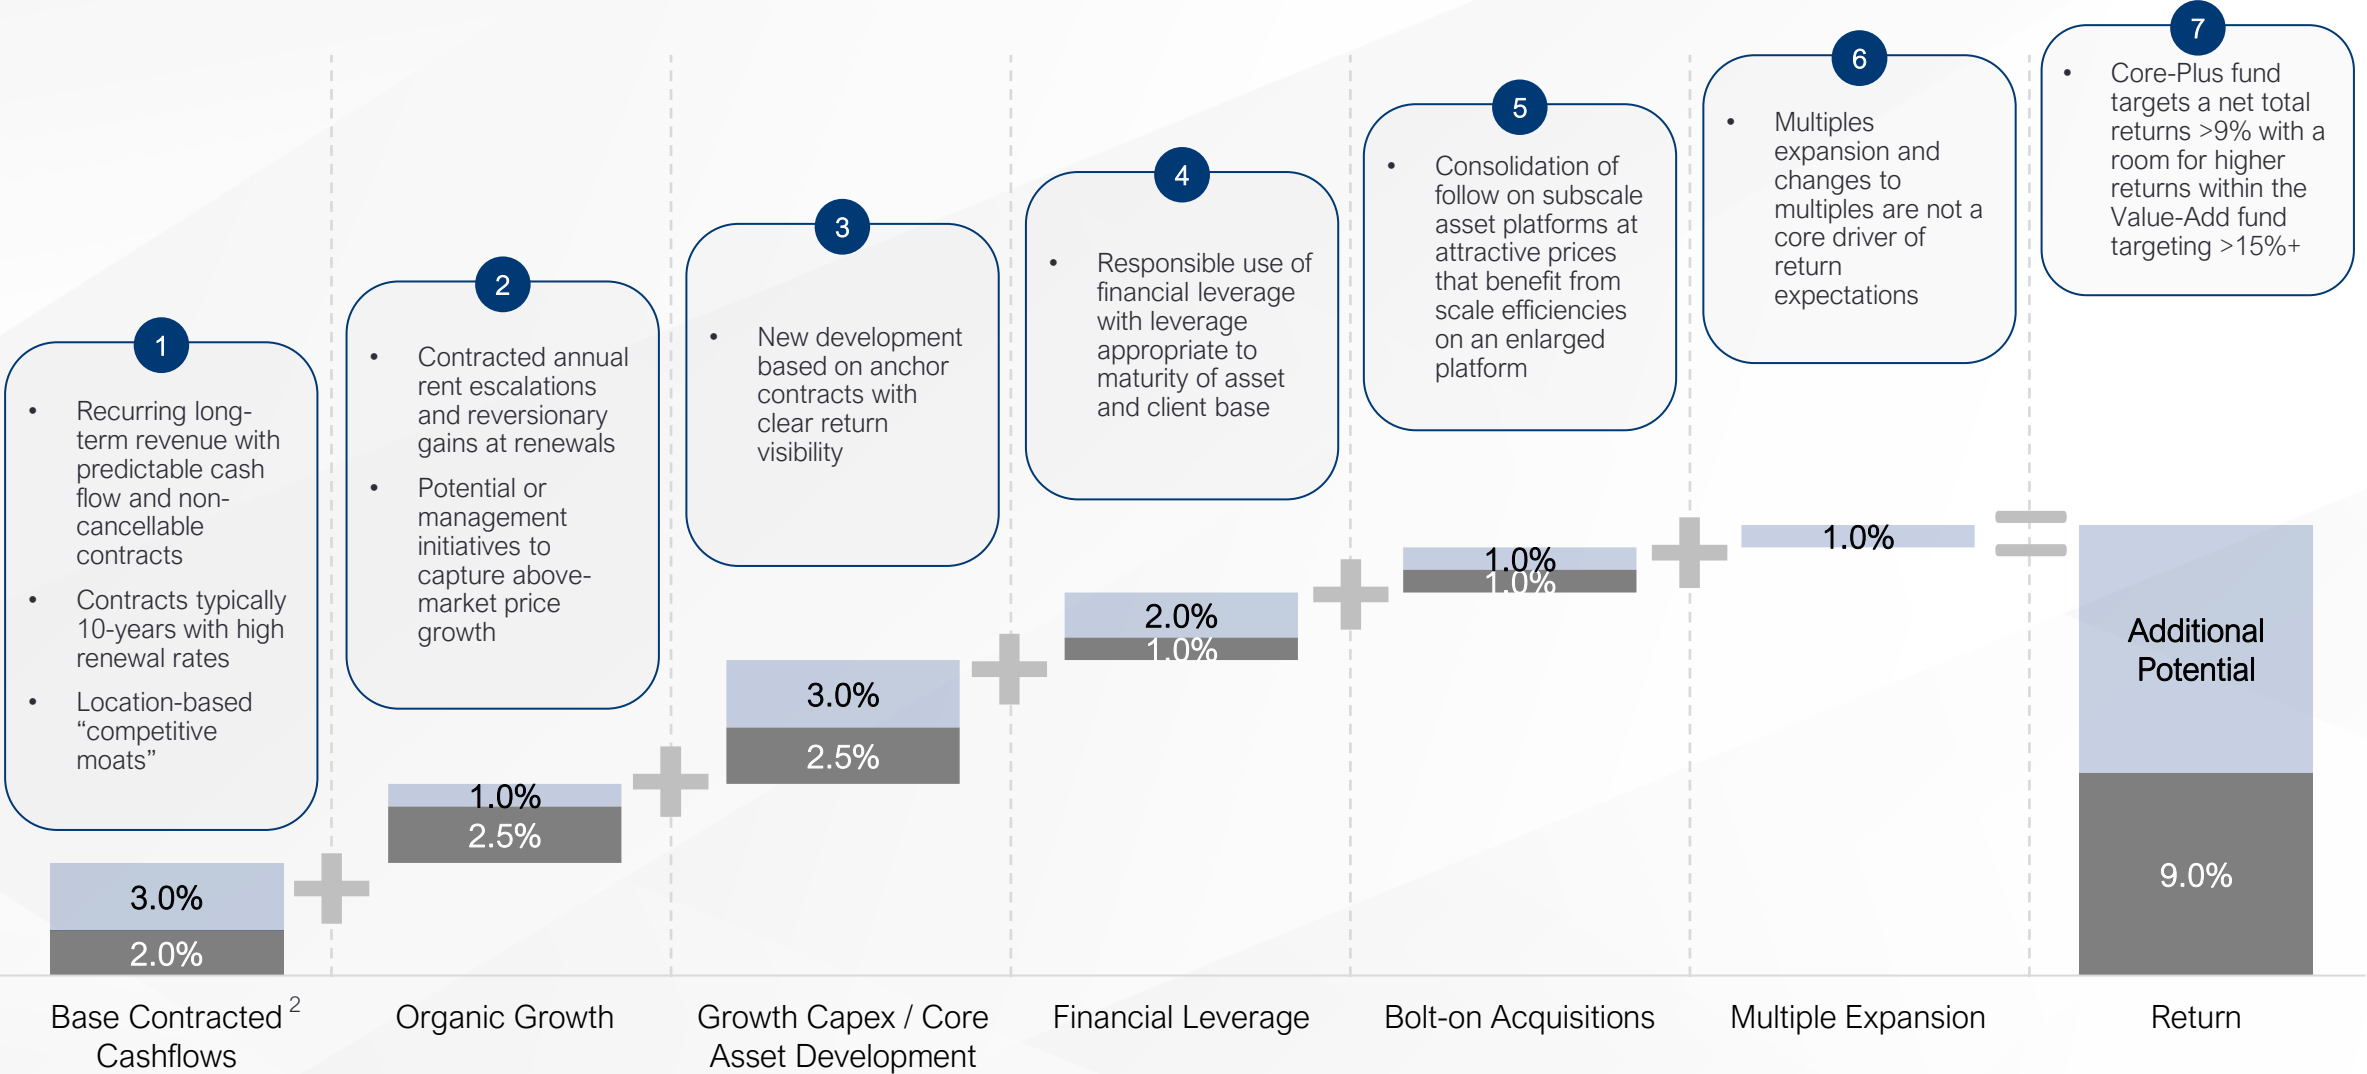 1
• Recurring long-
term revenue with
predictable cash
flow and non-
cancellable
contracts
• Contracts typically
10-years with high
renewal rates
• Location-based
“competitive
moats”
2
• Contracted annual
rent escalations
and reversionary
gains at renewals
• Potential or
management
initiatives to
capture above-
market price
growth
3
• New development
based on anchor
contracts with
clear return
visibility
4
• Responsible use of
financial leverage
with leverage
appropriate to
maturity of asset
and client base
5
• Consolidation of
follow on subscale
asset platforms at
attractive prices
that benefit from
scale efficiencies
on an enlarged
platform
6
• Multiples
expansion and
changes to
multiples are not a
core driver of
return
expectations
7
• Core-Plus fund
targets a net total
returns >9% with a
room for higher
returns within the
Value-Add fund
targeting >15%+
3.0%
2.0%
1.0%
2.5%
3.0%
2.5%
2.0%
1.0%
1.0%
1.0%
1.0%
Additional
Potential
9.0%
Base Contracted 2
Cashflows
Organic Growth
Growth Capex / Core
Asset Development
Financial Leverage
Bolt-on Acquisitions
Multiple Expansion
Return